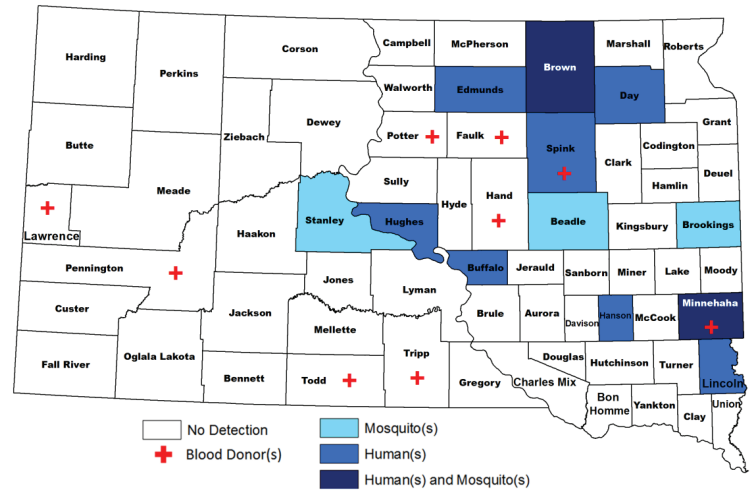 Harding
Perkins
Corson
Campbell
McPherson
Brown
Marshall
Roberts
Walworth
Edmunds
Day
Butte
Ziebach
Dewey
Potter
Faulk
Spink
Grant
Codington
Clark
Meade
Sully
Hyde
Hand
Hamlin
Deuel
Lawrence
Haakon
Stanley
Hughes
Beadle
Kingsbury
Brookings
Pennington
Jones
Lyman
Buffalo
Jerauld
Sanborn
Miner
Lake
Moody
Custer
Jackson
Mellette
Brule
Aurora
Davison
Hanson
McCook
Minnehaha
Fall River
Oglala Lakota
Bennett
Todd
Tripp
Gregory
Charles Mix
Douglas
Hutchinson
Turner
Lincoln
Bon
Homme
Yankton
Clay
Union
No Detection
Blood Donor(s)
Mosquito(s)
Human(s)
Human(s) and Mosquito(s)